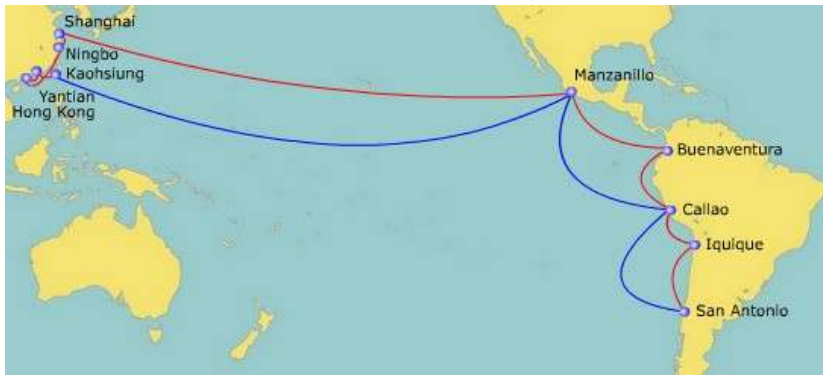 Shanghai
Ningbo
Kaohsiung
Yantian
Hong Kong
Manzanillo
Buenaventura
Callao
Iquique
San Antonio